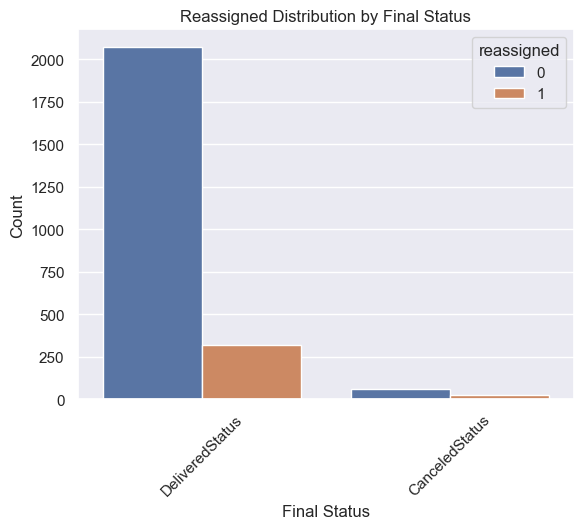 Reassigned Distribution by Final Status
reassigned
0
1
2000
1750
1500
1250
1000
750
500
250
0
Count
DeliveredStatus
CanceledStatus
Final Status